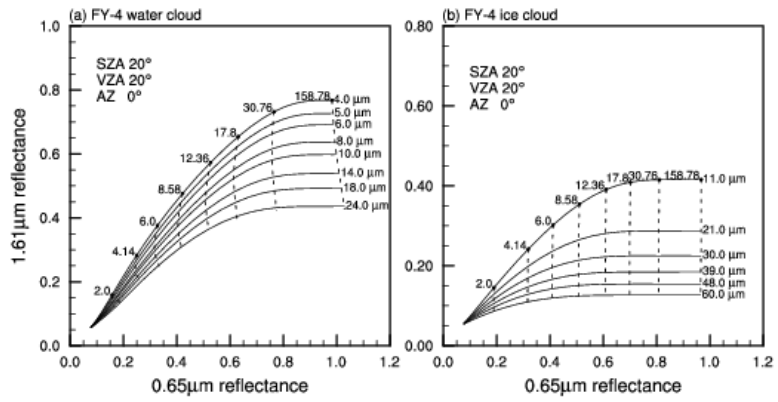 (a) FY-4 water cloud
SZA 20°
VZA 20°
AZ 0°
2.0
4.14
6.0
8.58
12.36
17.8
30.76
158.78
4.0 µm
5.0 µm
6.0 µm
8.0 µm
10.0 µm
14.0 µm
18.0 µm
24.0 µm
1.61µm reflectance
1.0
0.8
0.6
0.4
0.2
0.0
0.0 0.2 0.4 0.6 0.8 1.0 1.2
0.65µm reflectance
(b) FY-4 ice cloud
SZA 20°
VZA 20°
AZ 0°
2.0
4.14
6.0
8.58
12.36
17.8
30.76
158.78
11.0 µm
21.0 µm
30.0 µm
39.0 µm
48.0 µm
60.0 µm
0.80
0.60
0.40
0.20
0.00
0.0 0.2 0.4 0.6 0.8 1.0 1.2
0.65µm reflectance